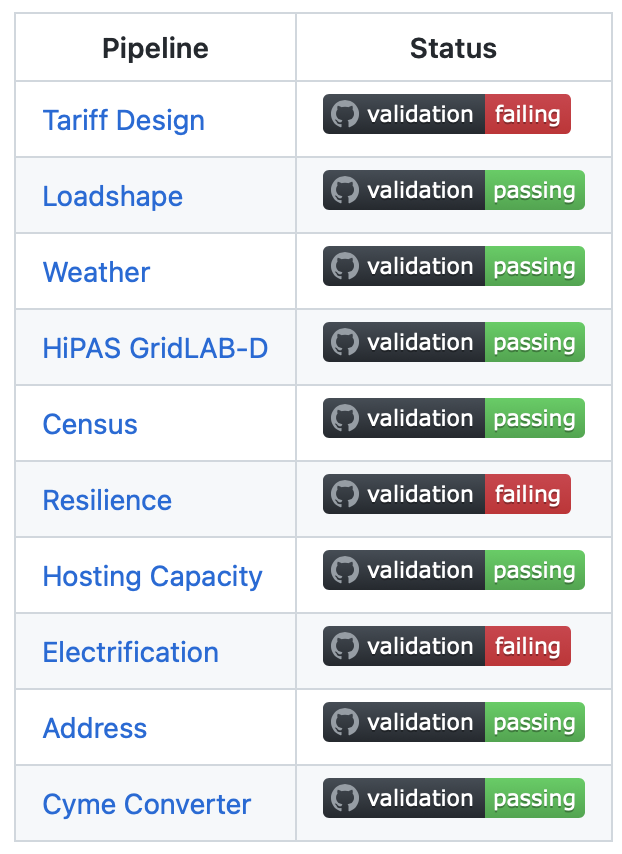 Pipeline Status
Tariff Design validation failing
Loadshape validation passing
Weather validation passing
HiPAS GridLAB-D validation passing
Census validation passing
Resilience validation failing
Hosting Capacity validation passing
Electrification validation failing
Address validation passing
Cyme Converter validation passing